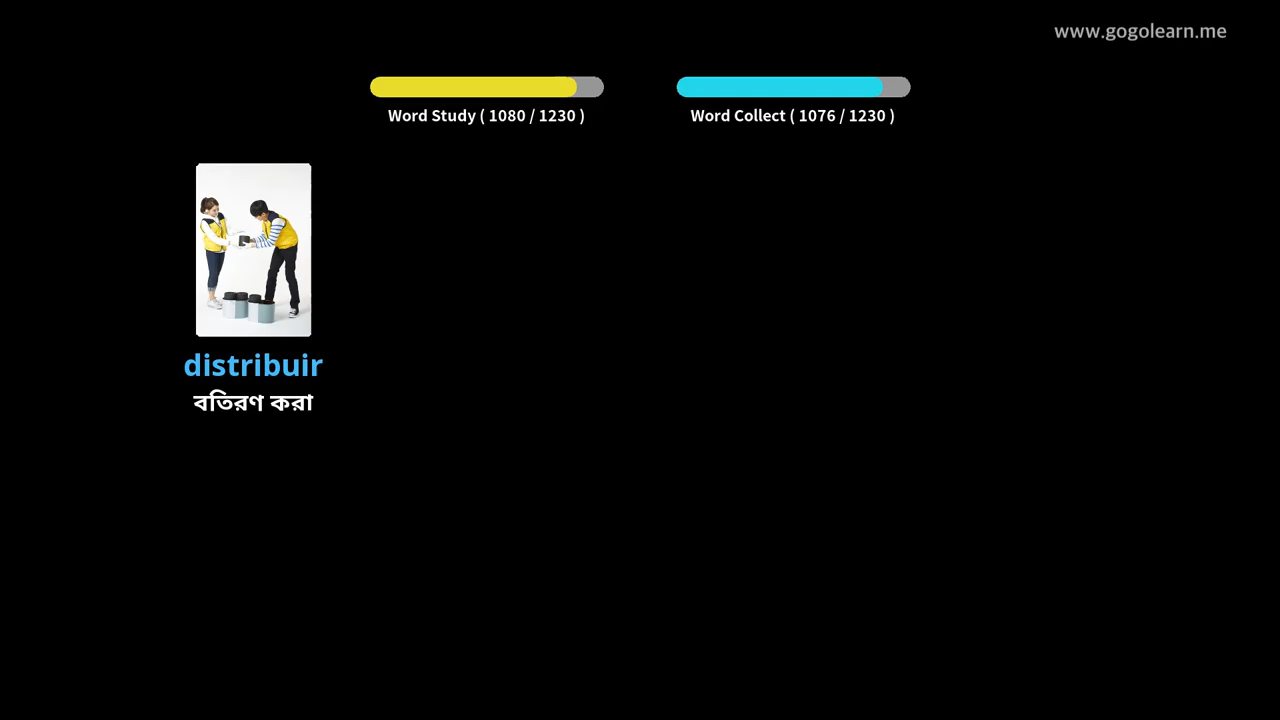 www.gogolearn.me
Word Study ( 1080 / 1230 )
Word Collect ( 1076 / 1230 )
distribuir
বতিরণ করা